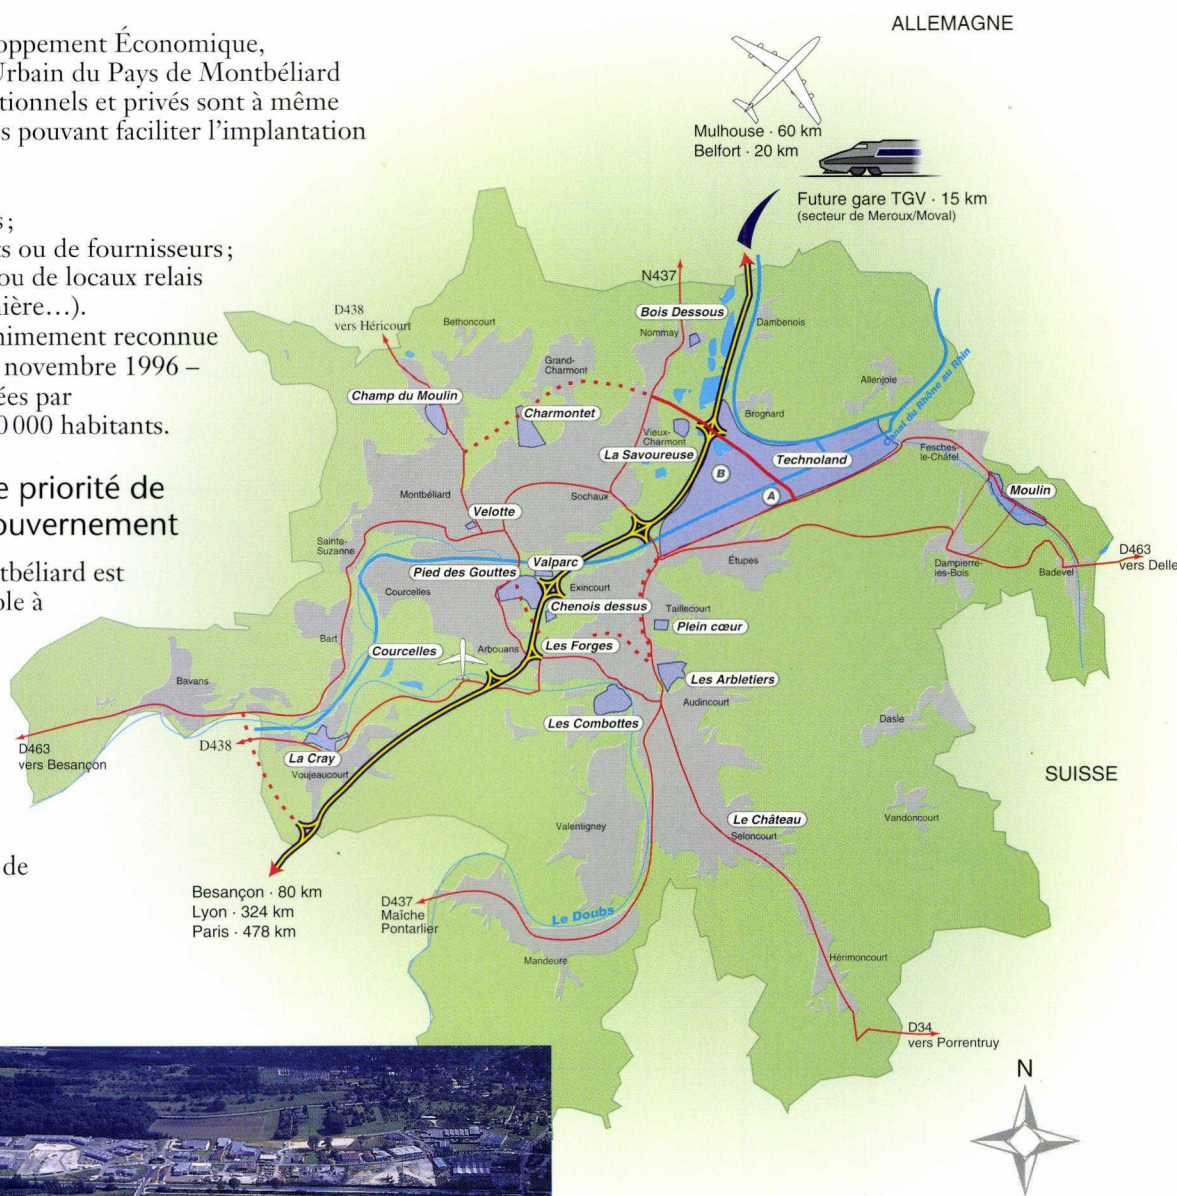 oppement Économique,
Urbain du Pays de Montbéliard
tionnels et privés sont à même
s pouvant faciliter l'implantation
s ;
ts ou de fournisseurs ;
ou de locaux relais
nière…).
nimement reconnue
novembre 1996 –
ées par
0 000 habitants.
e priorité de
ouvernement
tbéliard est
ble à
de
ALLEMAGNE
Mulhouse · 60 km
Belfort · 20 km
Future gare TGV · 15 km
(secteur de Meroux/Moval)
N437
D438
vers Héricourt
Bethoncourt
Bois Dessous
Nommay
Dambenois
Grand-
Charmont
Allenjoie
Champ du Moulin
Charmontet
Brognard
Canal du Rhône au Rhin
Vieux-
Charmont
La Savoureuse
Technoland
Fesches-
le-Châtel
B
A
Moulin
Montbéliard
Sochaux
Velotte
Sainte-
Suzanne
Valparc
Étupes
Dampierre-
les-Bois
Badevel
D463
vers Delle
Pied des Gouttes
Courcelles
Exincourt
Chenois dessus
Taillecourt
Plein cœur
Bart
Courcelles
Arbouans
Les Forges
Bavans
Les Arbletiers
Audincourt
Les Combottes
Dasle
D463
vers Besançon
D438
La Cray
Voujeaucourt
SUISSE
Le Château
Seloncourt
Vandoncourt
Valentigney
Besançon · 80 km
Lyon · 324 km
Paris · 478 km
D437
Maîche
Pontarlier
Le Doubs
Mandeure
Hérimoncourt
D34
vers Porrentruy
N